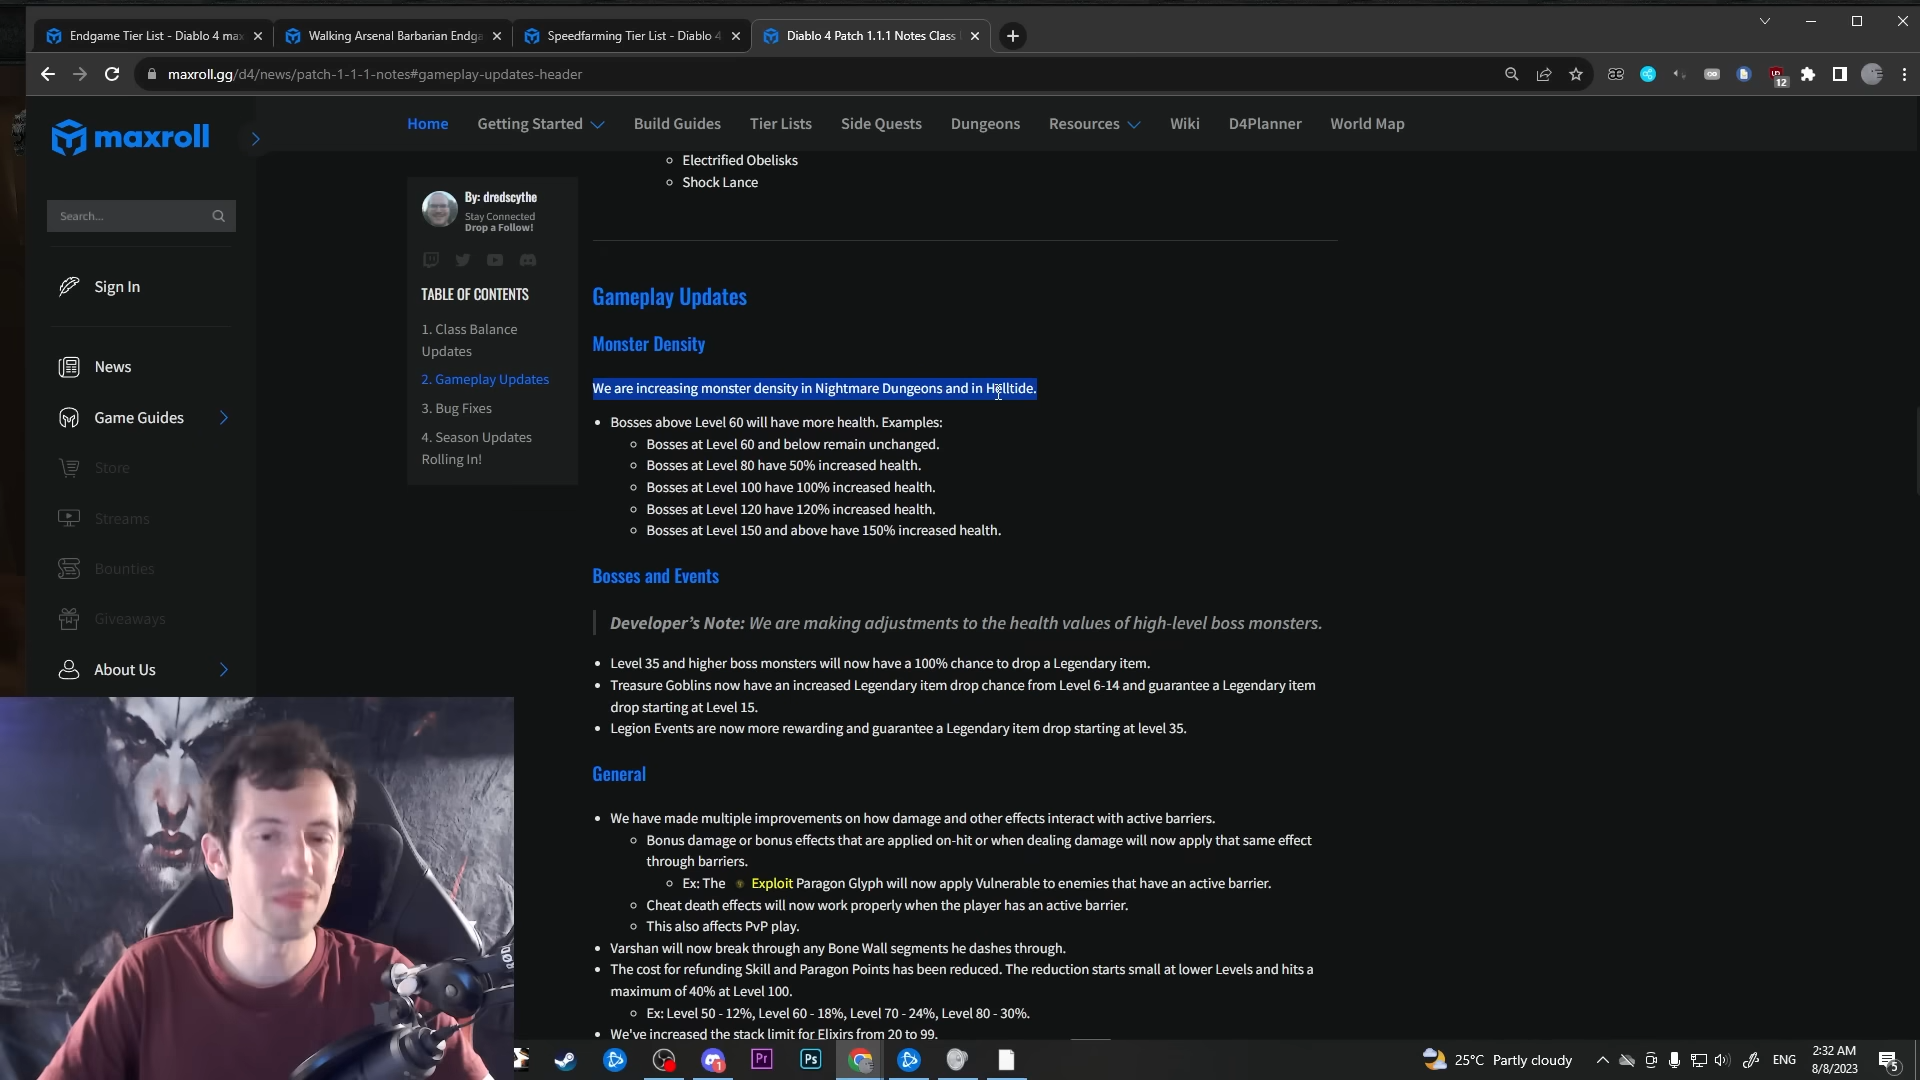 Endgame Tier List - Diablo 4 max
Walking Arsenal Barbarian Endga
Speedfarming Tier List - Diablo 4
Diablo 4 Patch 1.1.1 Notes Class
maxroll.gg/d4/news/patch-1-1-1-notes#gameplay-updates-header
12
maxroll
Home
Getting Started
Build Guides
Tier Lists
Side Quests
Dungeons
Resources
Wiki
D4Planner
World Map
Search...
Sign In
News
Game Guides
Store
Streams
Bounties
Giveaways
About Us
By: dredscythe
Stay Connected
Drop a Follow!
TABLE OF CONTENTS
1. Class Balance
Updates
2. Gameplay Updates
3. Bug Fixes
4. Season Updates
Rolling In!
Electrified Obelisks
Shock Lance
Gameplay Updates
Monster Density
We are increasing monster density in Nightmare Dungeons and in Helltide.
Bosses above Level 60 will have more health. Examples:
Bosses at Level 60 and below remain unchanged.
Bosses at Level 80 have 50% increased health.
Bosses at Level 100 have 100% increased health.
Bosses at Level 120 have 120% increased health.
Bosses at Level 150 and above have 150% increased health.
Bosses and Events
Developer's Note: We are making adjustments to the health values of high-level boss monsters.
Level 35 and higher boss monsters will now have a 100% chance to drop a Legendary item.
Treasure Goblins now have an increased Legendary item drop chance from Level 6-14 and guarantee a Legendary item
drop starting at Level 15.
Legion Events are now more rewarding and guarantee a Legendary item drop starting at level 35.
General
We have made multiple improvements on how damage and other effects interact with active barriers.
Bonus damage or bonus effects that are applied on-hit or when dealing damage will now apply that same effect
through barriers.
Ex: The Exploit Paragon Glyph will now apply Vulnerable to enemies that have an active barrier.
Cheat death effects will now work properly when the player has an active barrier.
This also affects PvP play.
Varshan will now break through any Bone Wall segments he dashes through.
The cost for refunding Skill and Paragon Points has been reduced. The reduction starts small at lower Levels and hits a
maximum of 40% at Level 100.
Ex: Level 50 - 12%, Level 60 - 18%, Level 70 - 24%, Level 80 - 30%.
We've increased the stack limit for Elixirs from 20 to 99.
1
Pr
Ps
25°C Partly cloudy
ENG
2:32 AM
8/8/2023
5